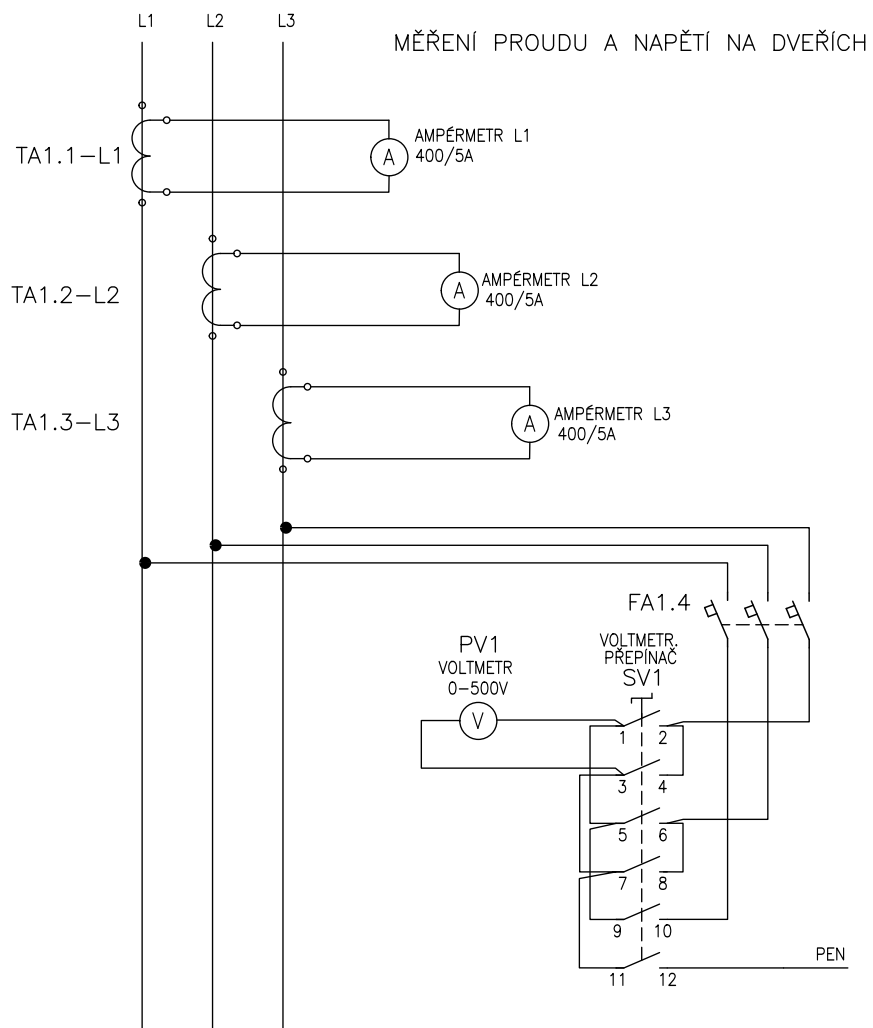 L1 L2 L3
MĚŘENÍ PROUDU A NAPĚTÍ NA DVEŘÍCH
TA1.1-L1
A
AMPÉRMETR L1
400/5A
TA1.2-L2
A
AMPÉRMETR L2
400/5A
TA1.3-L3
A
AMPÉRMETR L3
400/5A
FA1.4
PV1
VOLTMETR
0-500V
V
VOLTMETR.
PŘEPÍNAČ
SV1
1 2
3 4
5 6
7 8
9 10
11 12
PEN